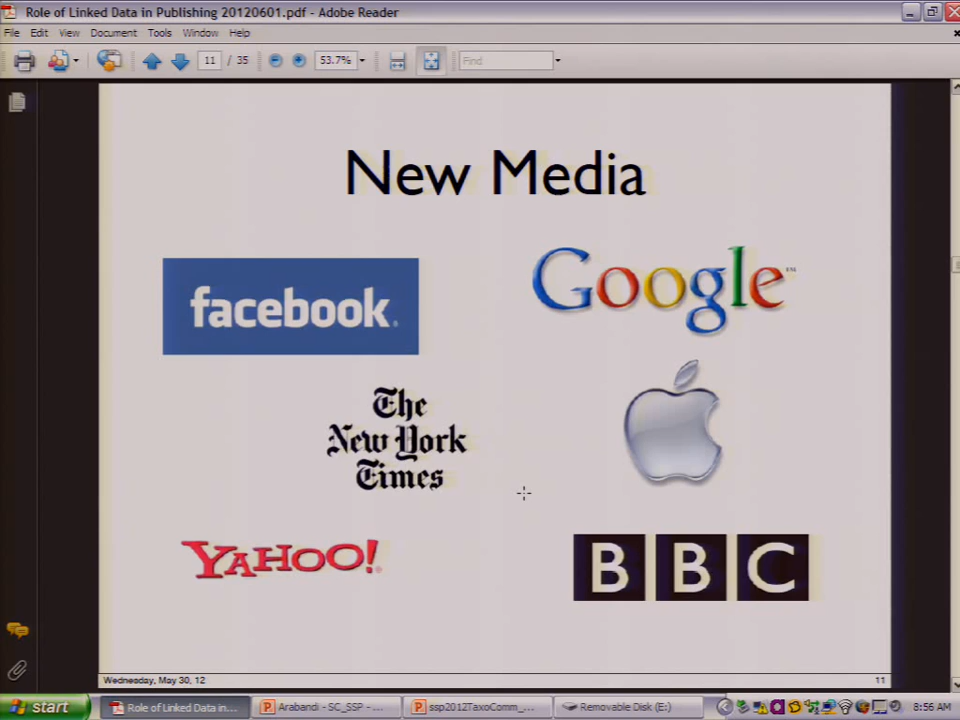 Role of Linked Data in Publishing 20120601.pdf - Adobe Reader
File Edit View Document Tools Window Help
11 / 35 53.7% Find
New Media
facebook®
Google™
The
New York
Times
YAHOO!®
BBC
Wednesday, May 30, 12
11
start Role of Linked Data in... Arabandi - SC_SSP - ... ssp2012TaxoComm_... Removable Disk (E:) 8:56 AM